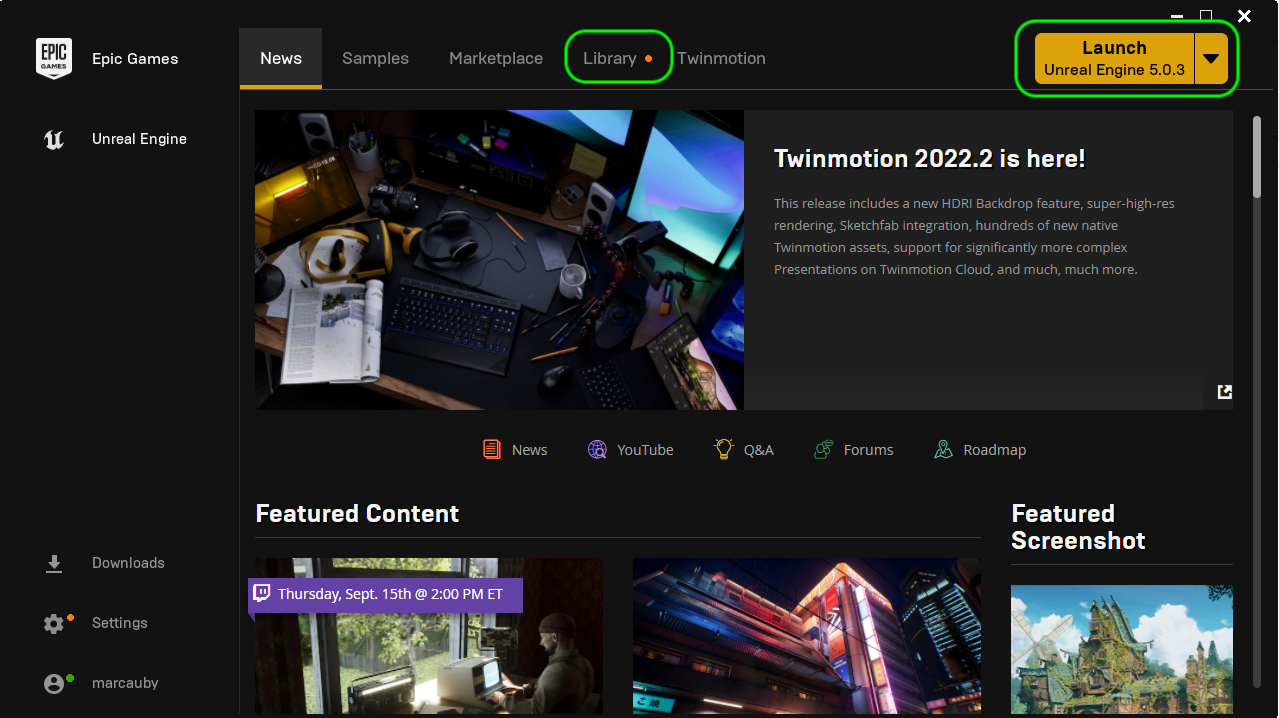 EPIC
GAMES
Epic Games
News
Samples
Marketplace
Library
Twinmotion
Launch
Unreal Engine 5.0.3
Unreal Engine
Twinmotion 2022.2 is here!
This release includes a new HDRI Backdrop feature, super-high-res
rendering, Sketchfab integration, hundreds of new native
Twinmotion assets, support for significantly more complex
Presentations on Twinmotion Cloud, and much, much more.
News
YouTube
Q&A
Forums
Roadmap
Featured Content
Featured
Screenshot
Thursday, Sept. 15th @ 2:00 PM ET
Downloads
Settings
marcauby